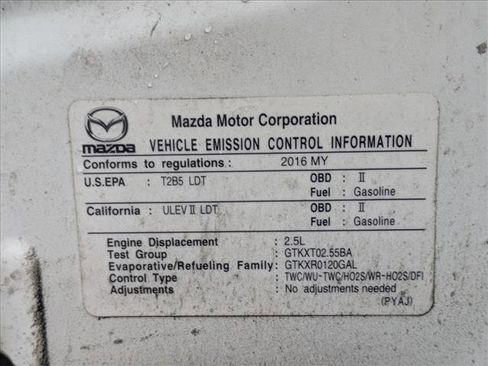 Mazda Motor Corporation
mazda VEHICLE EMISSION CONTROL INFORMATION
Conforms to regulations : 2016 MY
U.S.EPA : T2B5 LDT OBD : II
Fuel : Gasoline
California : ULEV II LDT OBD : II
Fuel : Gasoline
Engine Displacement : 2.5L
Test Group : GTKXT02.55BA
Evaporative/Refueling Family: GTKXR0120GAL
Control Type : TWC/WU-TWC/HO2S/WR-HO2S/DFI
Adjustments : No adjustments needed
(PYAJ)